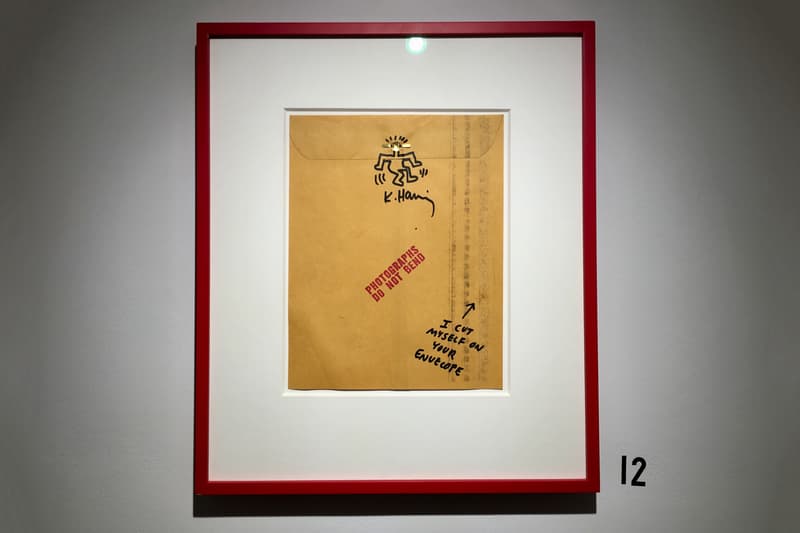 K. Haring
PHOTOGRAPHS
DO NOT BEND
I CUT
MYSELF ON
YOUR
ENVELOPE
12